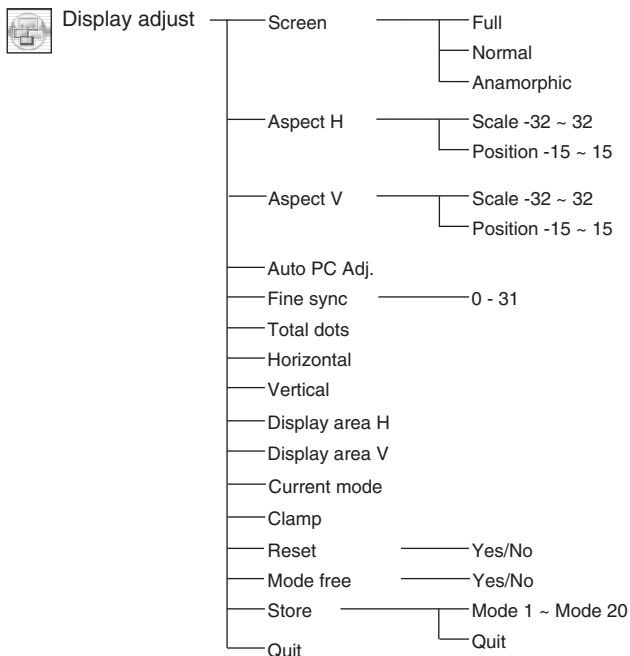 Display adjust
Screen
Full
Normal
Anamorphic
Aspect H
Scale -32 ~ 32
Position -15 ~ 15
Aspect V
Scale -32 ~ 32
Position -15 ~ 15
Auto PC Adj.
Fine sync
0 - 31
Total dots
Horizontal
Vertical
Display area H
Display area V
Current mode
Clamp
Reset
Yes/No
Mode free
Yes/No
Store
Mode 1 ~ Mode 20
Quit
Quit